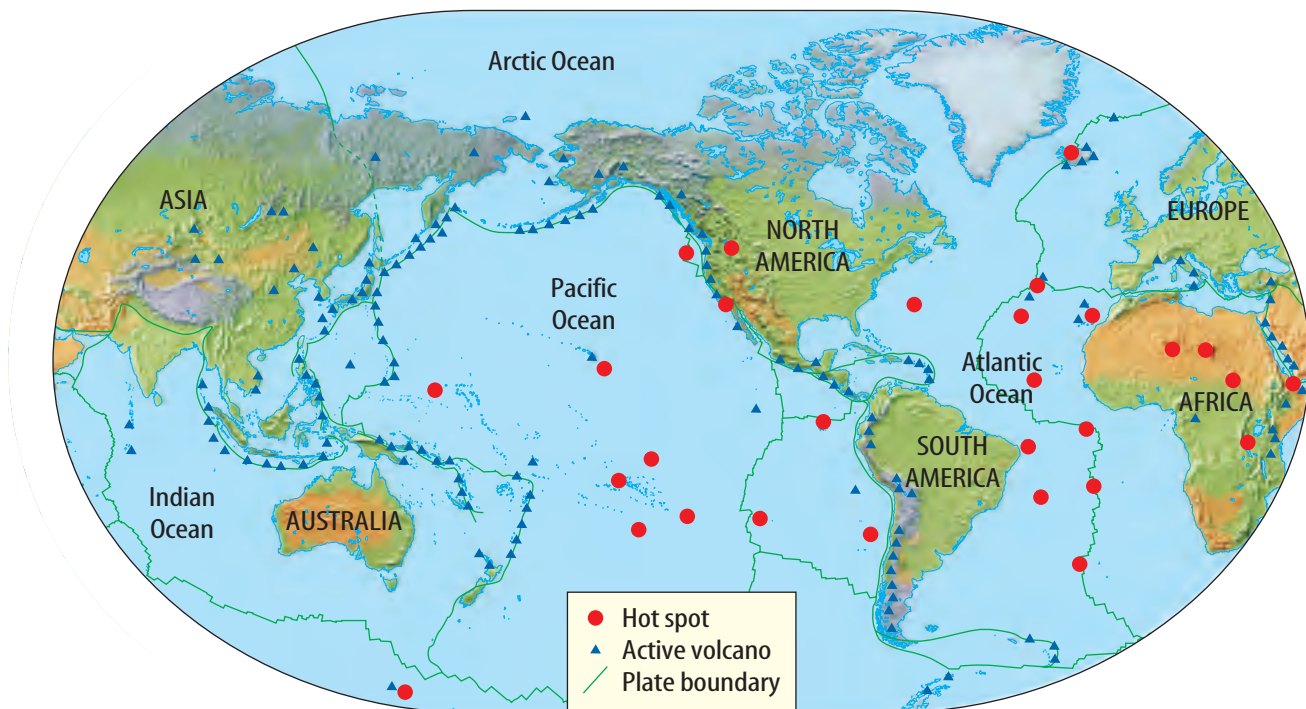 Arctic Ocean
ASIA
EUROPE
NORTH
AMERICA
Pacific
Ocean
Atlantic
Ocean
AFRICA
SOUTH
AMERICA
Indian
Ocean
AUSTRALIA
Hot spot
Active volcano
Plate boundary